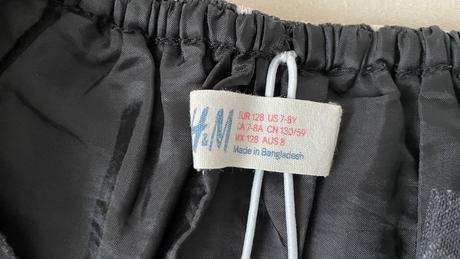 H&M
EUR 128 US 7-8Y
CA 7-8A CN 130/59
MX 128 AUS 8
Made in Bangladesh